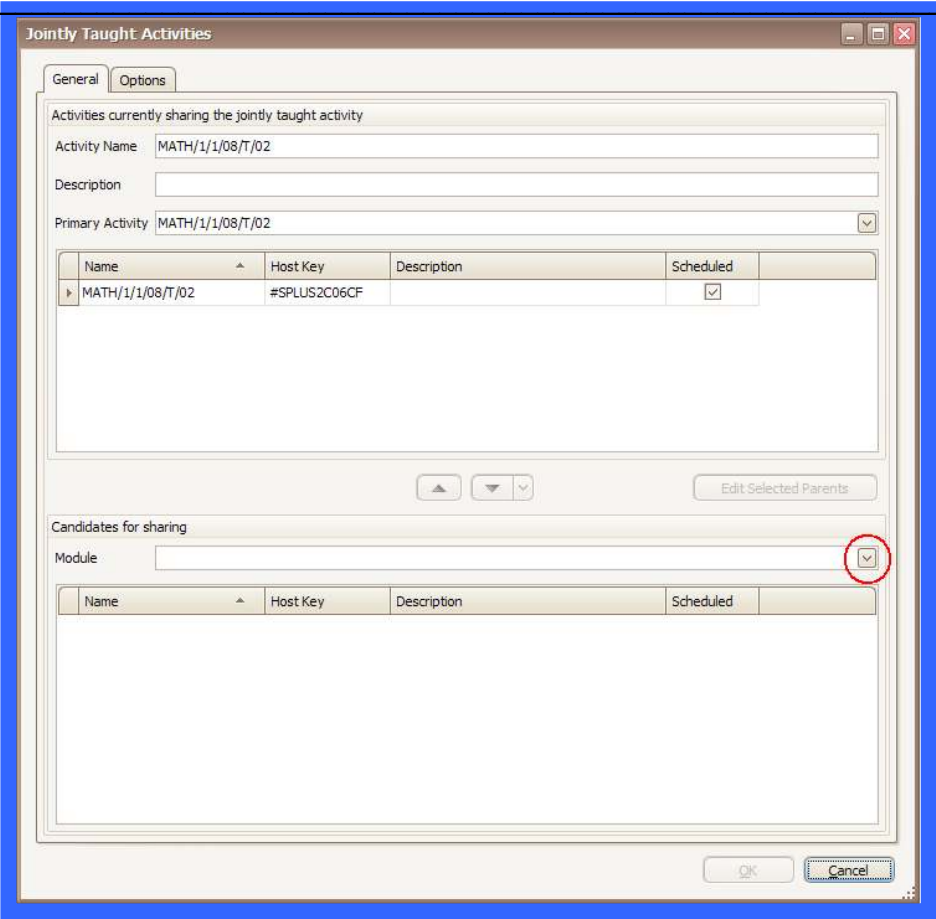 Jointly Taught Activities
General Options
Activities currently sharing the jointly taught activity
Activity Name MATH/1/1/08/T/02
Description
Primary Activity MATH/1/1/08/T/02
Name Host Key Description Scheduled
MATH/1/1/08/T/02 #SPLUS2C06CF
Edit Selected Parents
Candidates for sharing
Module
Name Host Key Description Scheduled
OK Cancel